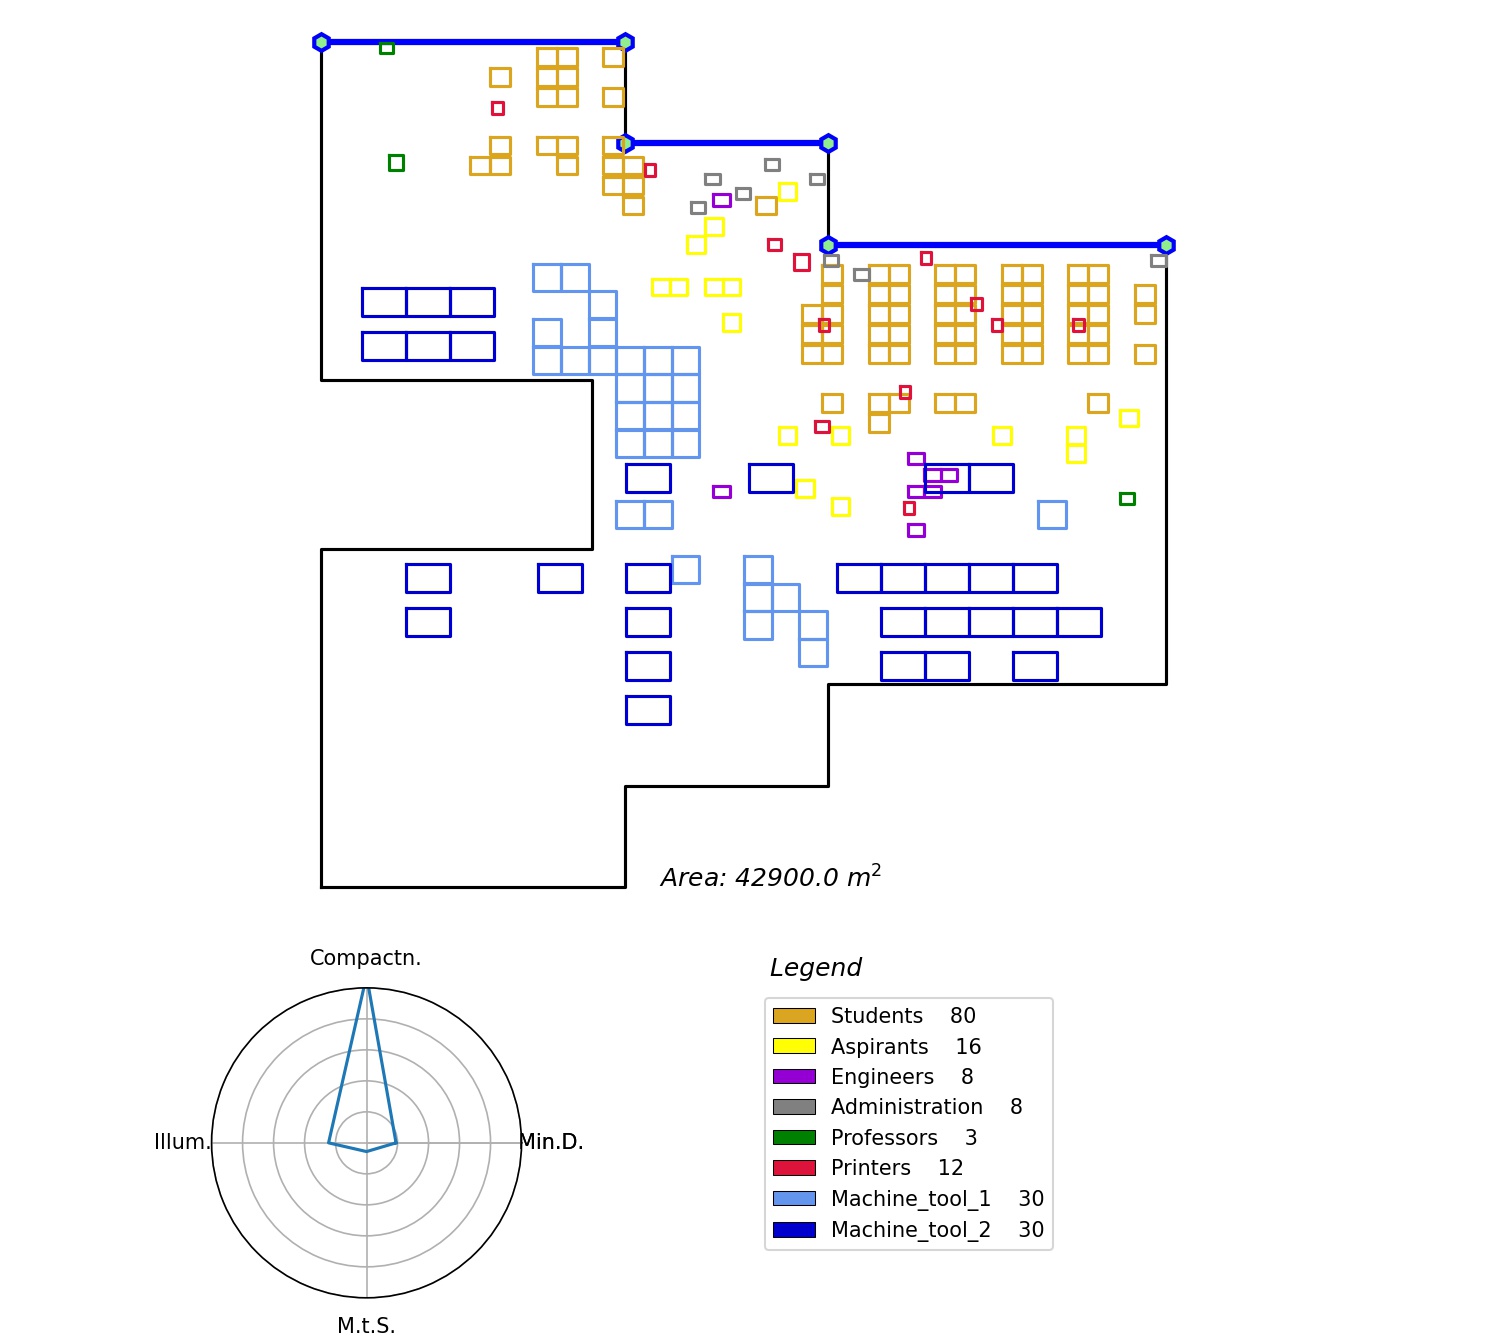 Area: 42900.0 m²
Compactn.
Illum.
Min.D.
M.t.S.
Legend
Students 80
Aspirants 16
Engineers 8
Administration 8
Professors 3
Printers 12
Machine_tool_1 30
Machine_tool_2 30